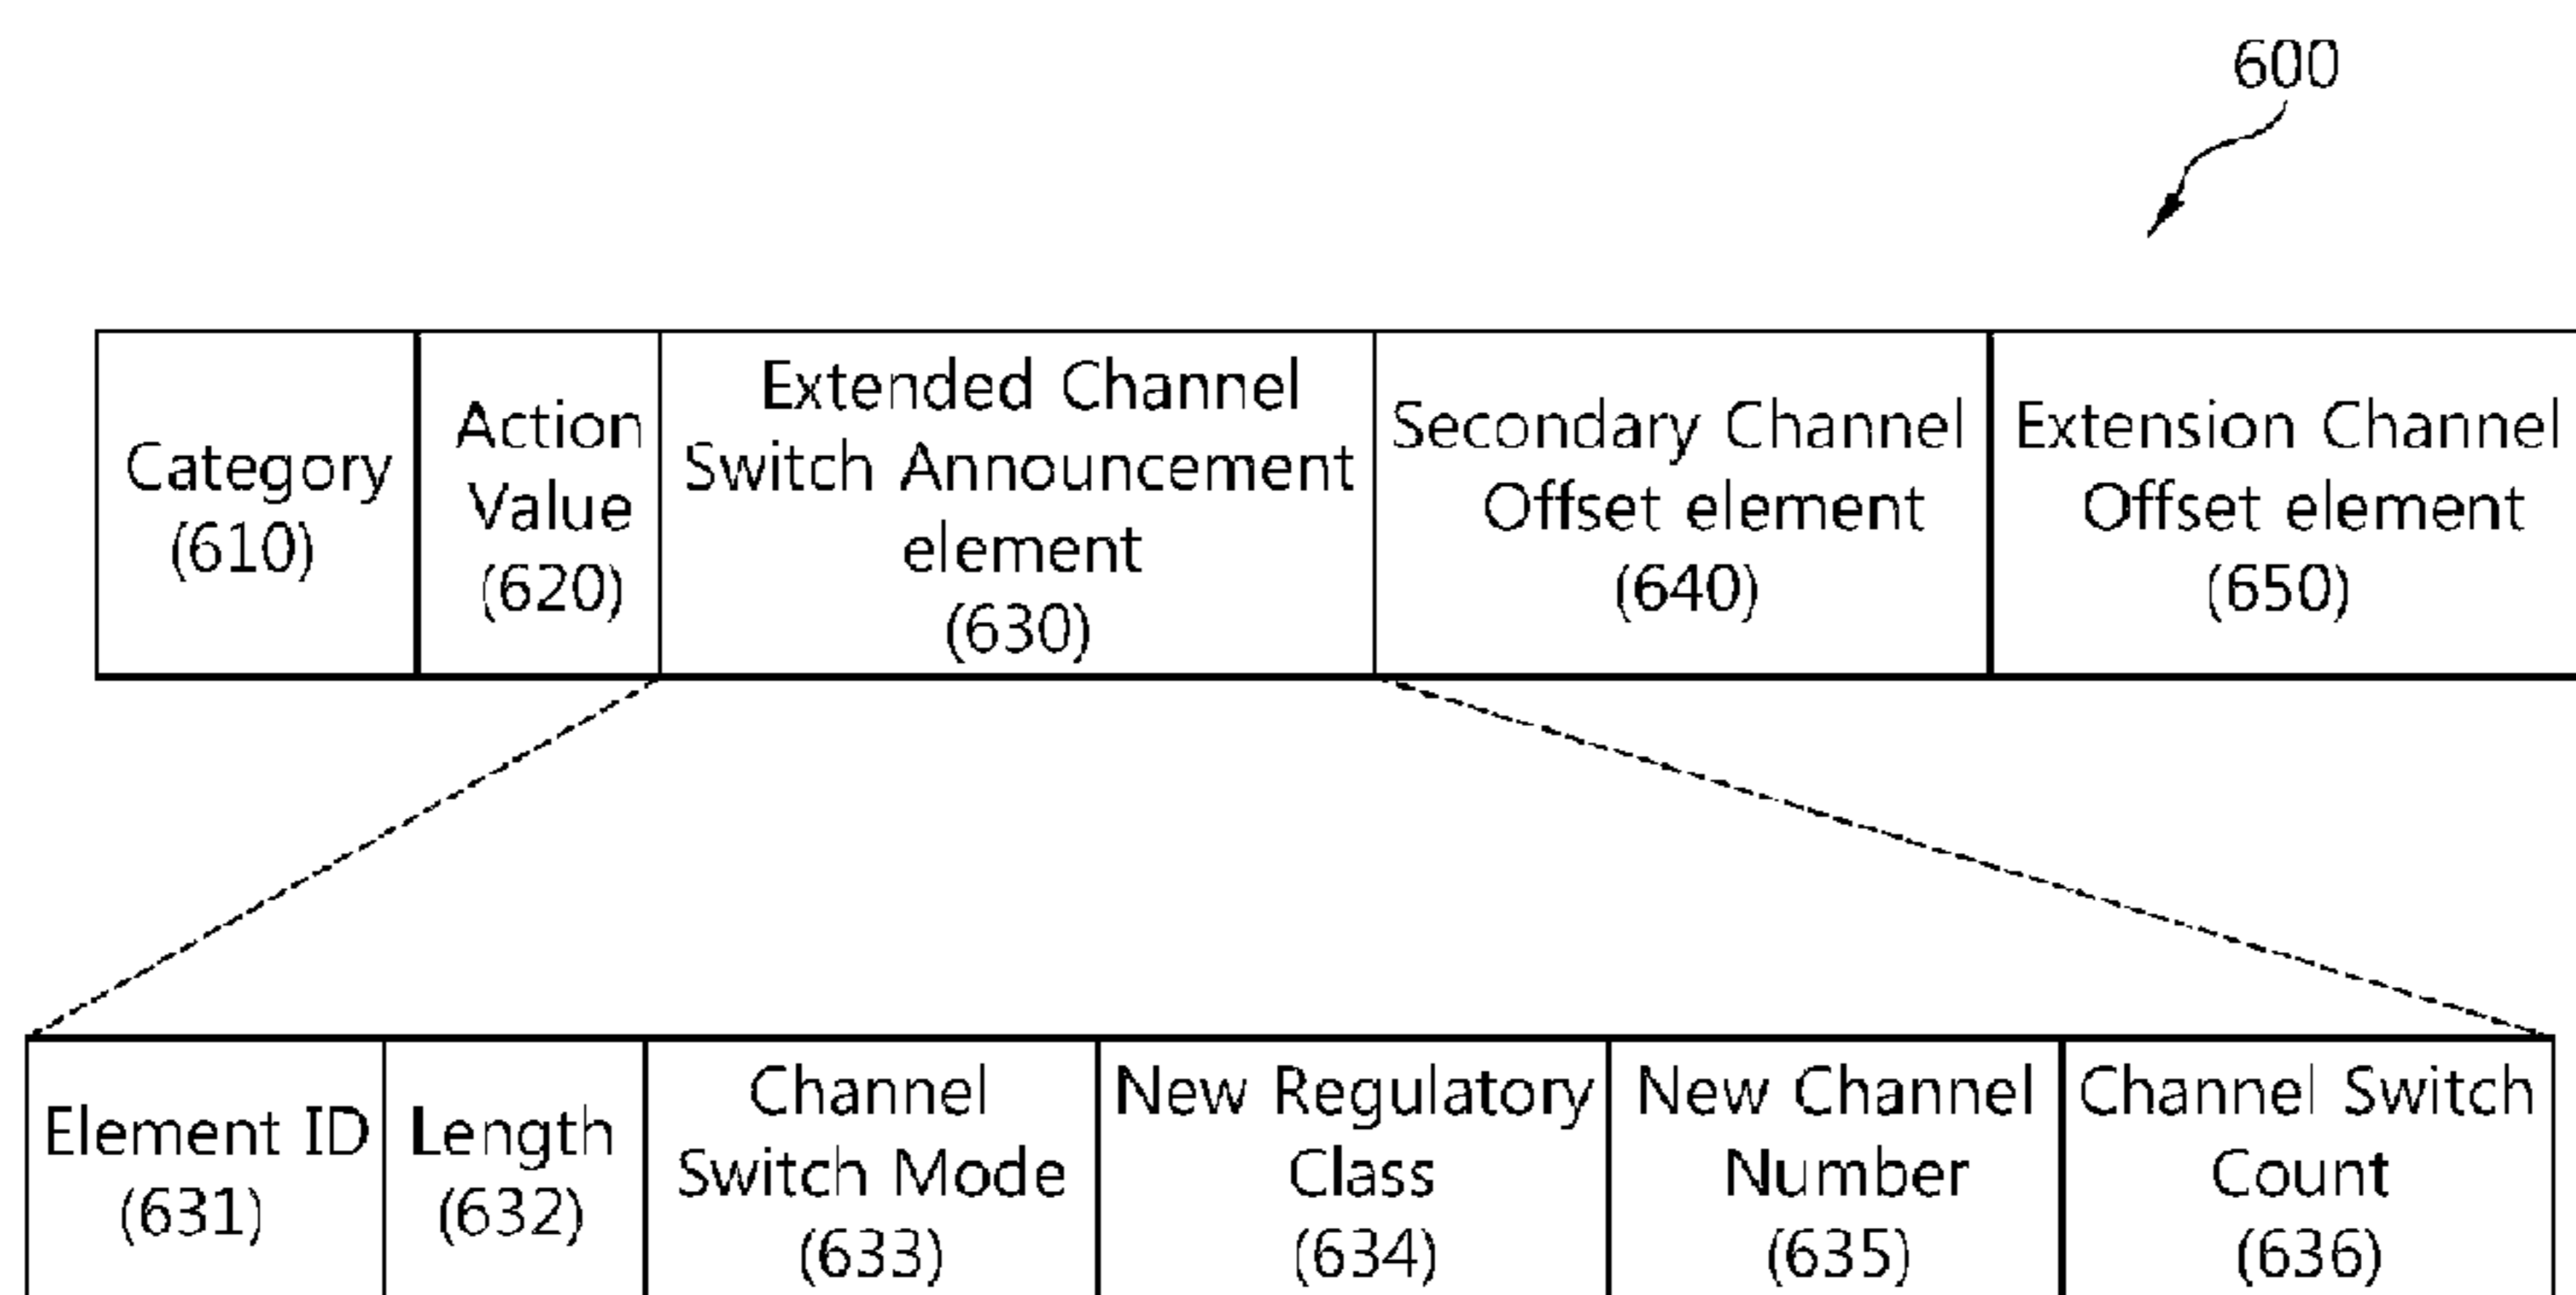 600
Category
(610)
Action
Value
(620)
Extended Channel
Switch Announcement
element
(630)
Secondary Channel
Offset element
(640)
Extension Channel
Offset element
(650)
Element ID
(631)
Length
(632)
Channel
Switch Mode
(633)
New Regulatory
Class
(634)
New Channel
Number
(635)
Channel Switch
Count
(636)